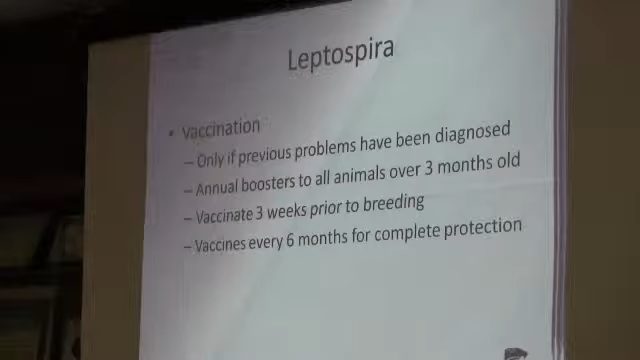 Leptospira
• Vaccination
– Only if previous problems have been diagnosed
– Annual boosters to all animals over 3 months old
– Vaccinate 3 weeks prior to breeding
– Vaccines every 6 months for complete protection